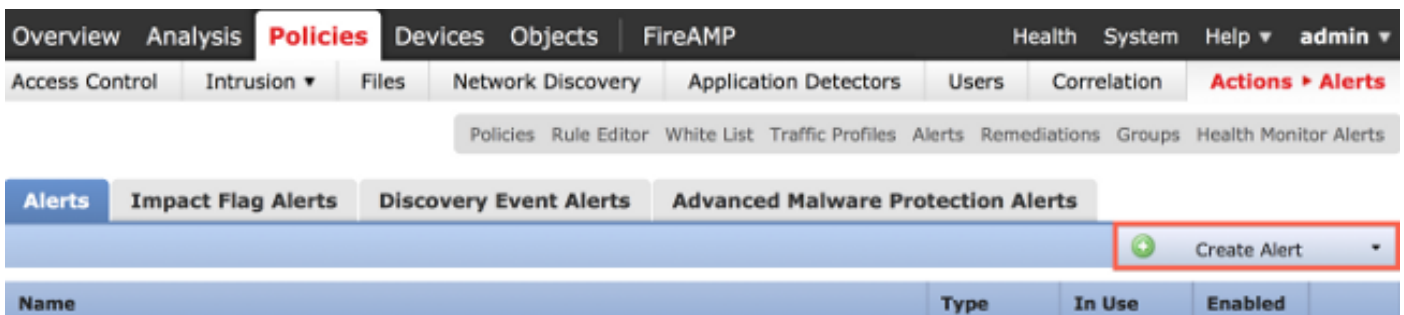 Overview Analysis Policies Devices Objects FireAMP Health System Help ▾ admin ▾
Access Control Intrusion ▾ Files Network Discovery Application Detectors Users Correlation Actions ▸ Alerts
Policies Rule Editor White List Traffic Profiles Alerts Remediations Groups Health Monitor Alerts
Alerts Impact Flag Alerts Discovery Event Alerts Advanced Malware Protection Alerts
Create Alert
Name Type In Use Enabled